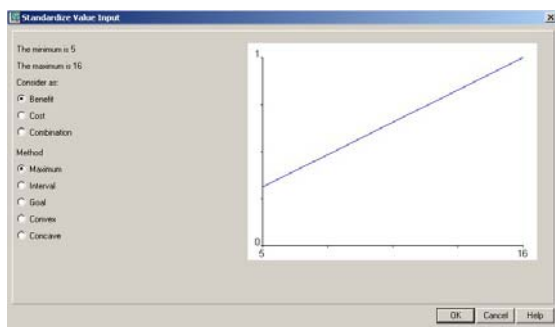 Standardize Value Input
The minimum is 5
The maximum is 16
Consider as:
Benefit
Cost
Combination
Method
Maximum
Interval
Goal
Convex
Concave
1
0
5
16
OK
Cancel
Help